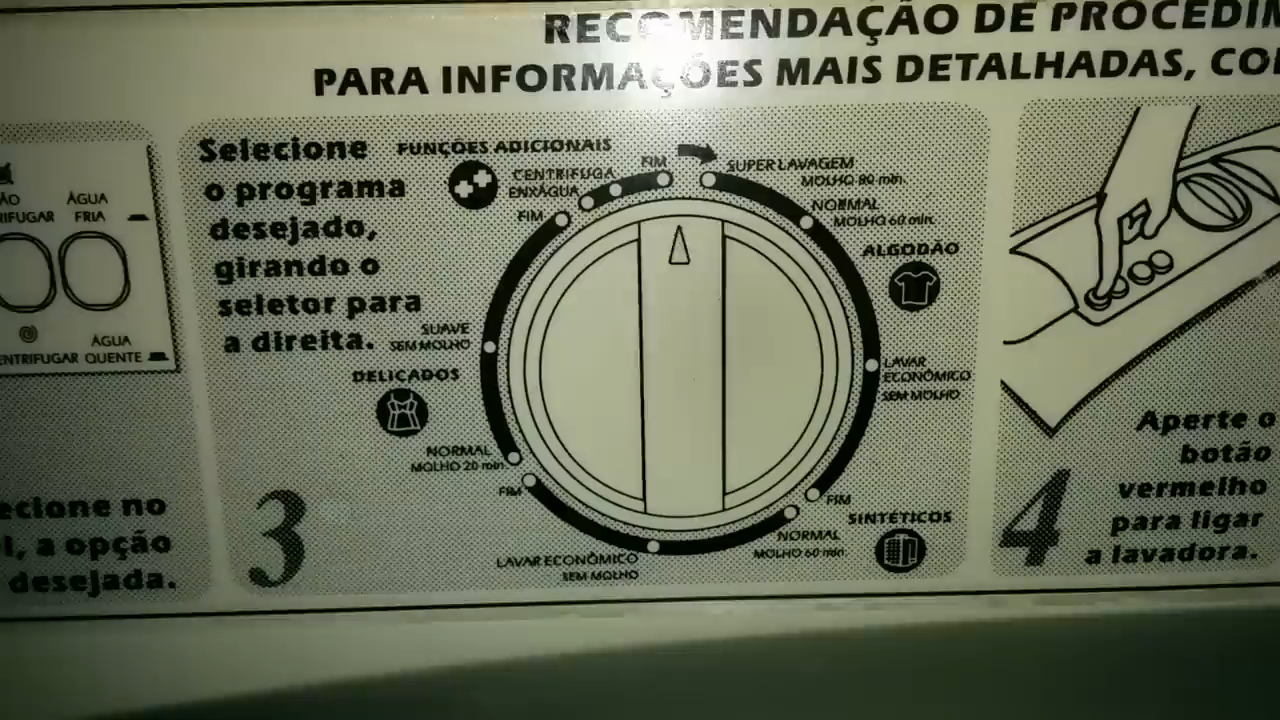 RECOMENDAÇÃO DE PROCEDIM
PARA INFORMAÇÕES MAIS DETALHADAS, CO
ÃO
RIFUGAR
ÁGUA
FRIA
ENTRIFUGAR
ÁGUA
QUENTE
ecione no
l, a opção
desejada.
Selecione
o programa
desejado,
girando o
seletor para
a direita.
3
FUNÇÕES ADICIONAIS
CENTRIFUGA
ENXÁGUA
FIM
FIM
SUPER LAVAGEM
MOLHO 80 min.
NORMAL
MOLHO 60 min.
ALGODÃO
LAVAR
ECONÔMICO
SEM MOLHO
FIM
SINTÉTICOS
NORMAL
MOLHO 60 min.
LAVAR ECONÔMICO
SEM MOLHO
FIM
NORMAL
MOLHO 20 min.
DELICADOS
SUAVE
SEM MOLHO
4
Aperte o
botão
vermelho
para ligar
a lavadora.